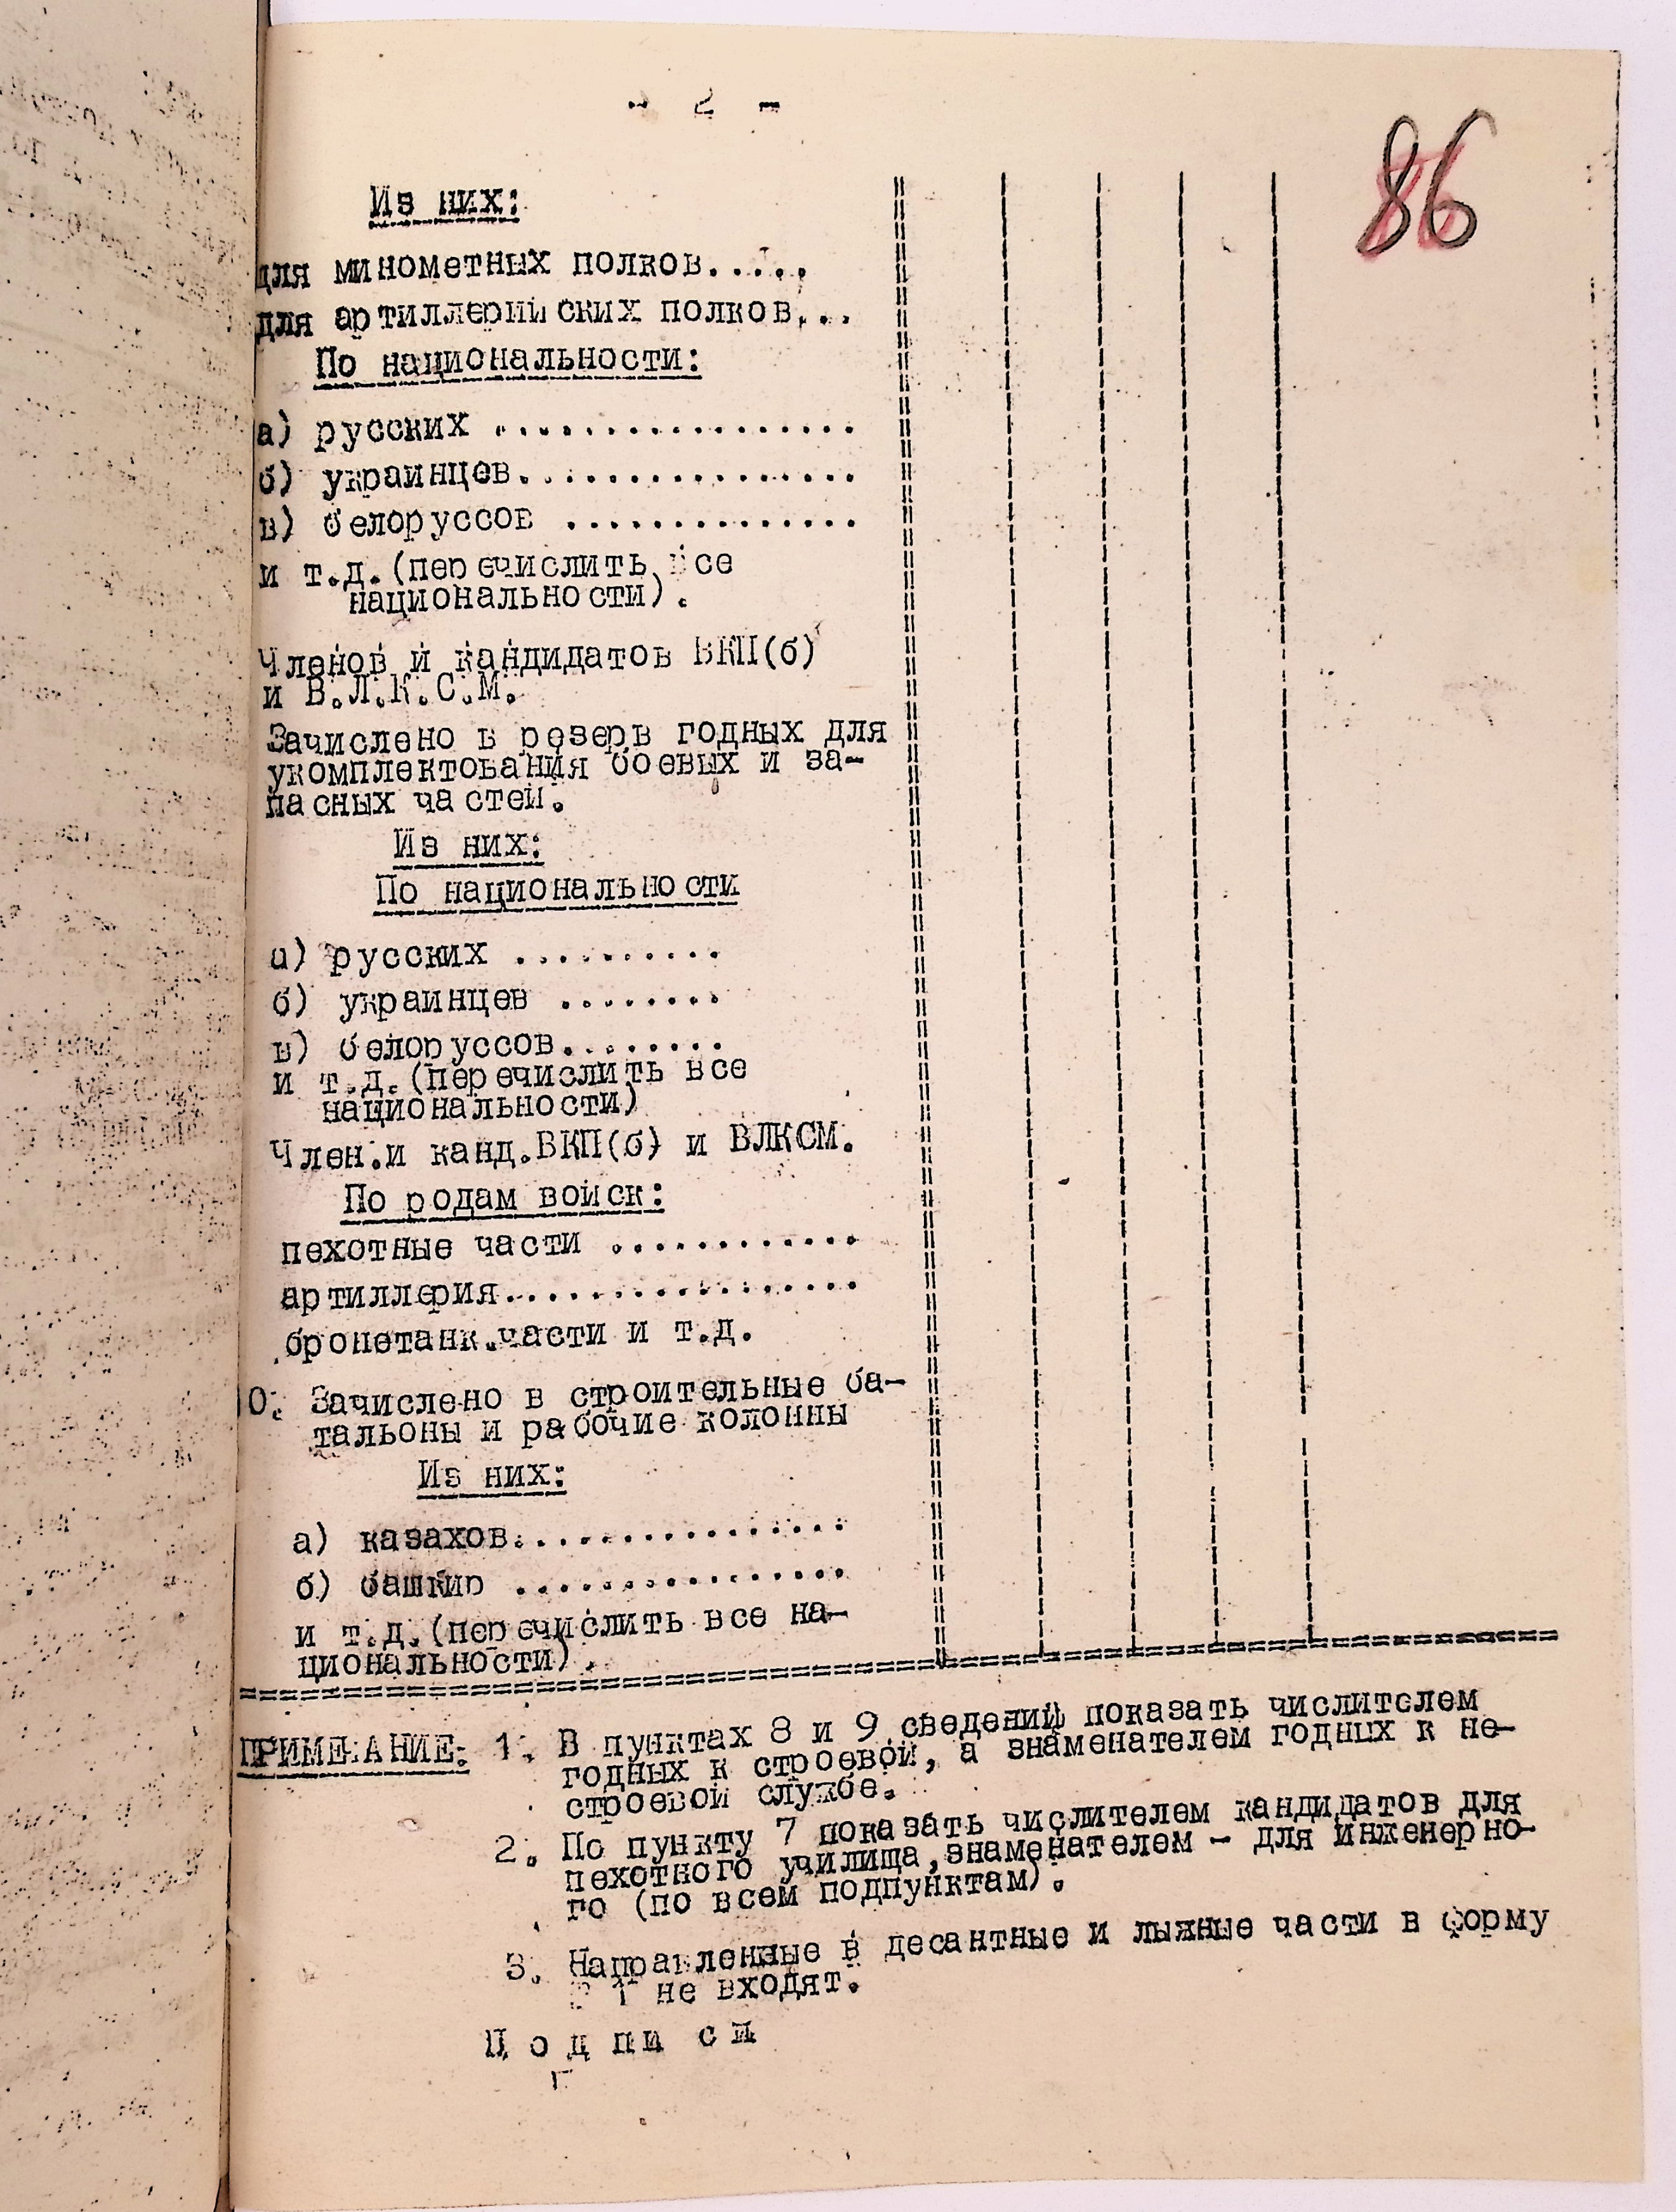 - 2 -
86
Из них:
для минометных полков.....
для артиллерийских полков...
По национальности:
а) русских .................
б) украинцев................
в) белоруссов ..............
и т.д.(перечислить все
национальности).
Членов и кандидатов ВКП(б)
и В.Л.К.С.М.
Зачислено в резерв годных для
укомплектования боевых и за-
пасных частей.
Из них:
По национальности
а) русских ..........
б) украинцев ........
в) белоруссов........
и т.д.(перечислить все
национальности)
Член.и канд.ВКП(б) и ВЛКСМ.
По родам войск:
пехотные части ............
артиллерия.................
бронетанк.части и т.д.
10. Зачислено в строительные ба-
тальоны и рабочие колонны
Из них:
а) казахов................
б) башкир ................
и т.д.(перечислить все на-
циональности).
ПРИМЕЧАНИЕ: 1. В пунктах 8 и 9 сведений показать числителем
годных к строевой, а знаменателем годных к не-
строевой службе.
2. По пункту 7 показать числителем кандидатов для
пехотного училища,знаменателем - для инженерно-
го (по всем подпунктам).
3. Направленные в десантные и лыжные части в форму
не входят.
П о д п и с и